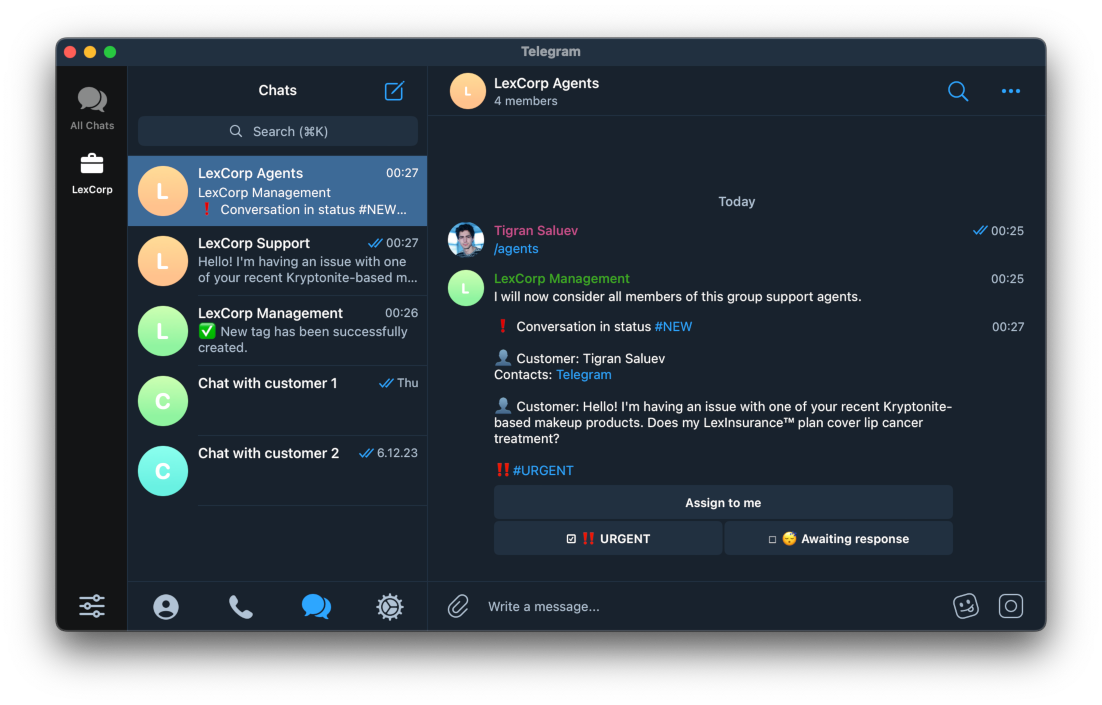 Telegram
All Chats
LexCorp
Chats
Search (⌘K)
LexCorp Agents 00:27
LexCorp Management
❗ Conversation in status #NEW...
LexCorp Support 00:27
Hello! I'm having an issue with one
of your recent Kryptonite-based m...
LexCorp Management 00:26
✅ New tag has been successfully
created.
Chat with customer 1 Thu
Chat with customer 2 6.12.23
L
L
L
C
C
L
LexCorp Agents
4 members
Today
Tigran Saluev 00:25
/agents
L
LexCorp Management 00:25
I will now consider all members of this group support agents.
❗ Conversation in status #NEW 00:27
👤 Customer: Tigran Saluev
Contacts: Telegram
👤 Customer: Hello! I'm having an issue with one of your recent Kryptonite-
based makeup products. Does my LexInsurance™ plan cover lip cancer
treatment?
‼️#URGENT
Assign to me
☑ ‼️ URGENT
☐ 😴 Awaiting response
Write a message...